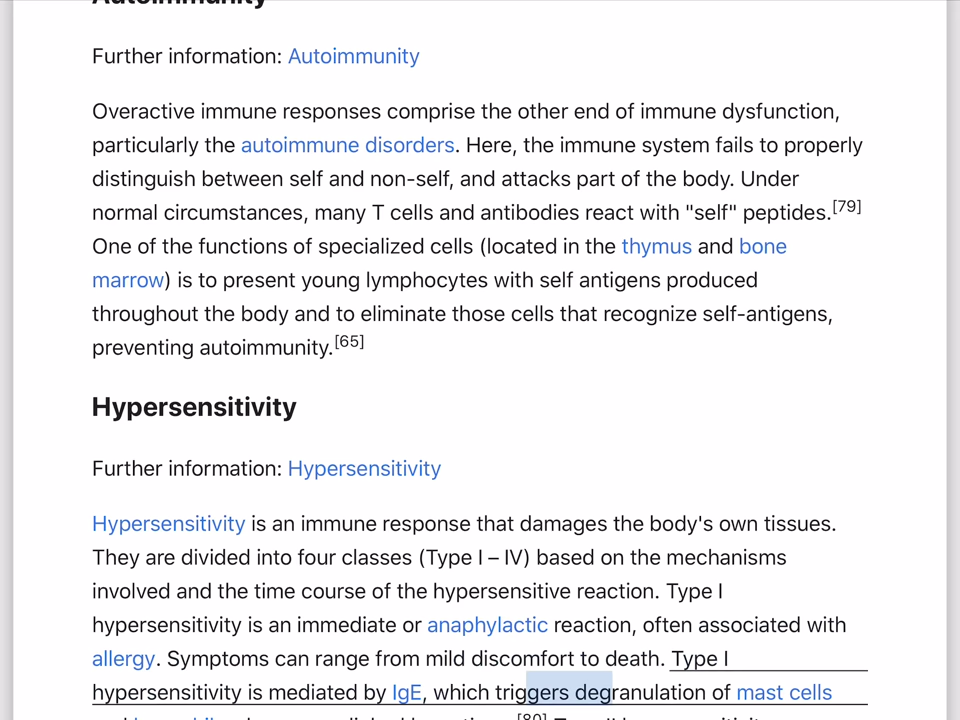 Autoimmunity
Further information: Autoimmunity
Overactive immune responses comprise the other end of immune dysfunction,
particularly the autoimmune disorders. Here, the immune system fails to properly
distinguish between self and non-self, and attacks part of the body. Under
normal circumstances, many T cells and antibodies react with "self" peptides.[79]
One of the functions of specialized cells (located in the thymus and bone
marrow) is to present young lymphocytes with self antigens produced
throughout the body and to eliminate those cells that recognize self-antigens,
preventing autoimmunity.[65]
Hypersensitivity
Further information: Hypersensitivity
Hypersensitivity is an immune response that damages the body's own tissues.
They are divided into four classes (Type I – IV) based on the mechanisms
involved and the time course of the hypersensitive reaction. Type I
hypersensitivity is an immediate or anaphylactic reaction, often associated with
allergy. Symptoms can range from mild discomfort to death. Type I
hypersensitivity is mediated by IgE, which triggers degranulation of mast cells
[80]